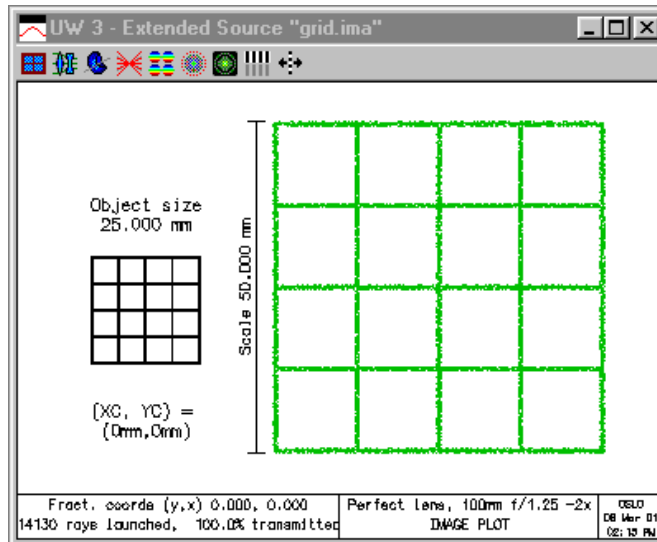 UW 3 - Extended Source "grid.ima"
Object size
25.000 mm
Scale 50.000 mm
(XC, YC) =
(0mm,0mm)
Fract. coords (y,x) 0.000, 0.000
14130 rays launched, 100.0% transmitted
Perfect lens, 100mm f/1.25 -2x
IMAGE PLOT
OSLO
08 Mar 01
02:15 PM